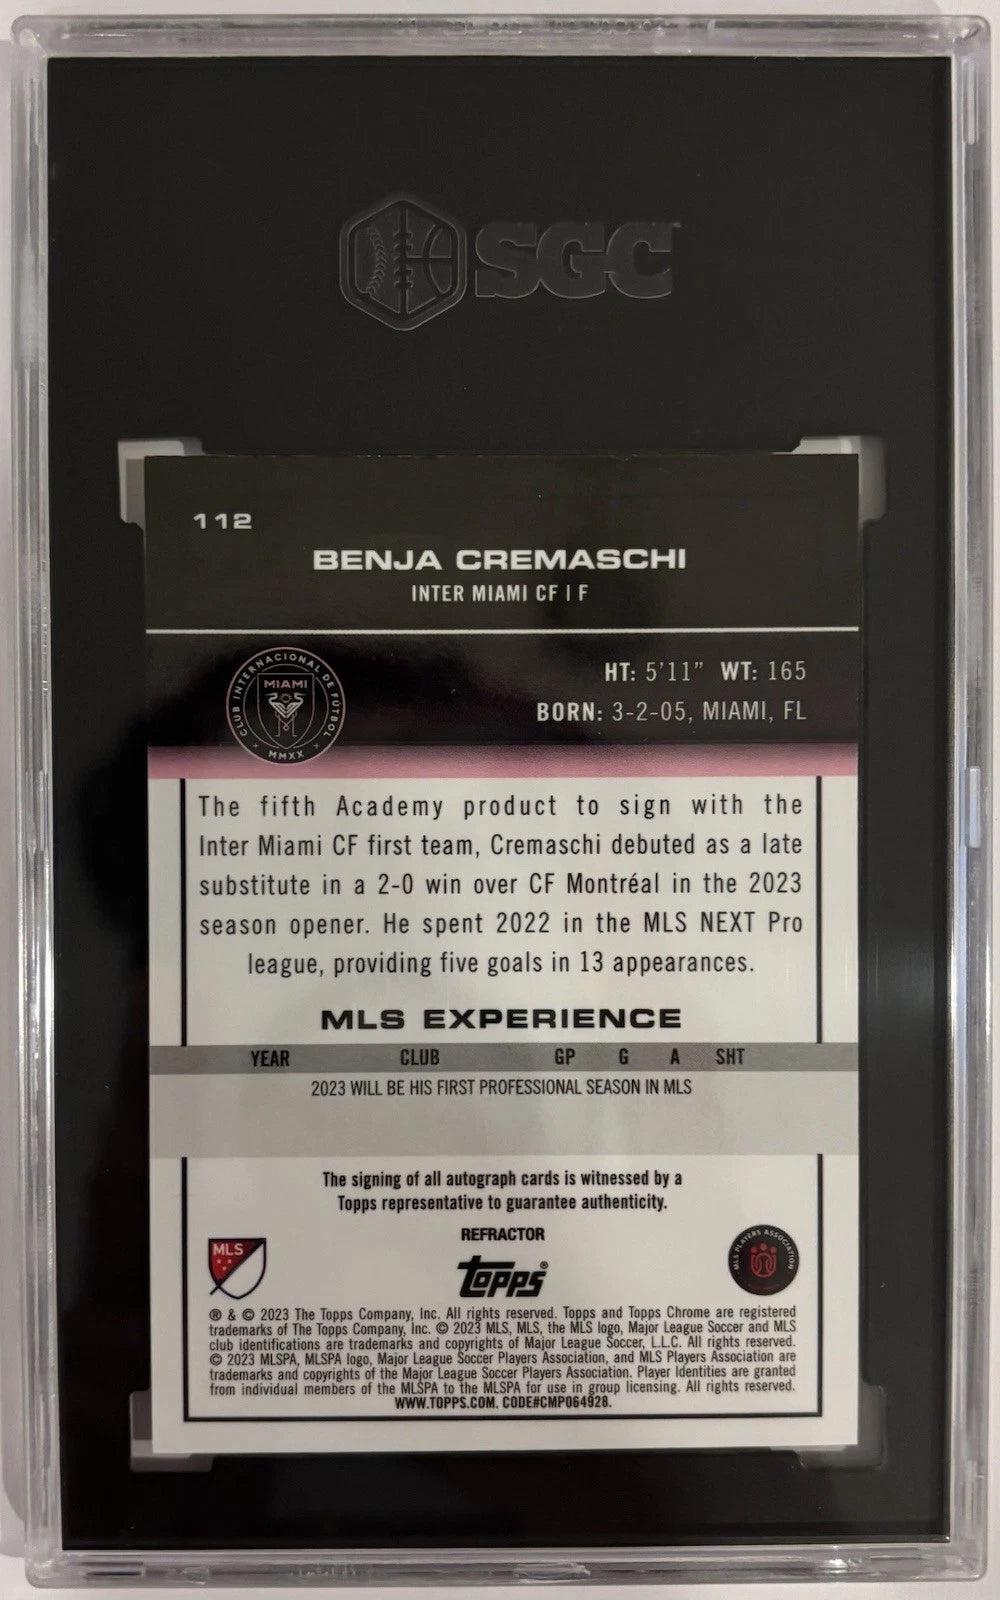 SGC
112
BENJA CREMASCHI
INTER MIAMI CF | F
CLUB INTERNACIONAL DE FÚTBOL
MIAMI
MMXX
HT: 5'11" WT: 165
BORN: 3-2-05, MIAMI, FL
The fifth Academy product to sign with the
Inter Miami CF first team, Cremaschi debuted as a late
substitute in a 2-0 win over CF Montréal in the 2023
season opener. He spent 2022 in the MLS NEXT Pro
league, providing five goals in 13 appearances.
MLS EXPERIENCE
YEAR CLUB GP G A SHT
2023 WILL BE HIS FIRST PROFESSIONAL SEASON IN MLS
The signing of all autograph cards is witnessed by a
Topps representative to guarantee authenticity.
REFRACTOR
MLS
Topps®
MLS PLAYERS ASSOCIATION
® & © 2023 The Topps Company, Inc. All rights reserved. Topps and Topps Chrome are registered
trademarks of The Topps Company, Inc. © 2023 MLS, MLS, the MLS logo, Major League Soccer and MLS
club identifications are trademarks and copyrights of Major League Soccer, L.L.C. All rights reserved.
© 2023 MLSPA, MLSPA logo, Major League Soccer Players Association, and MLS Players Association are
trademarks and copyrights of the Major League Soccer Players Association. Player Identities are granted
from individual members of the MLSPA to the MLSPA for use in group licensing. All rights reserved.
WWW.TOPPS.COM. CODE#CMP064928.